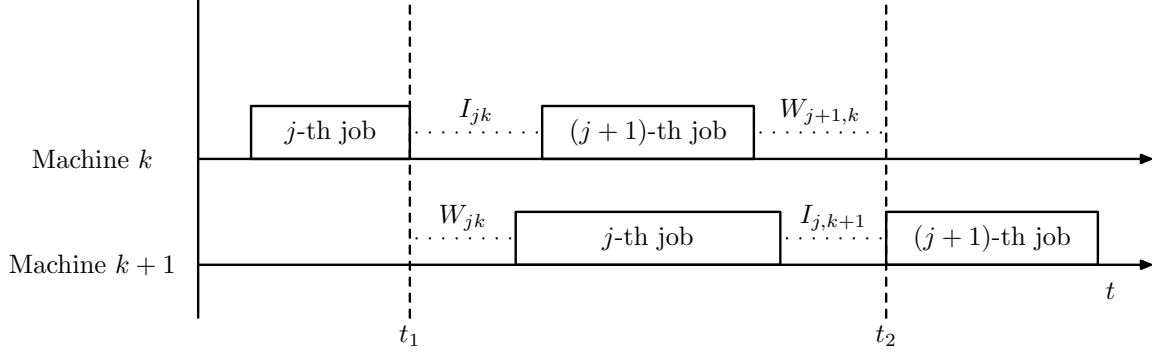 I_{jk} W_{j+1,k}
j-th job (j + 1)-th job
Machine k
W_{jk} I_{j,k+1}
j-th job (j + 1)-th job
Machine k + 1
t
t_1 t_2